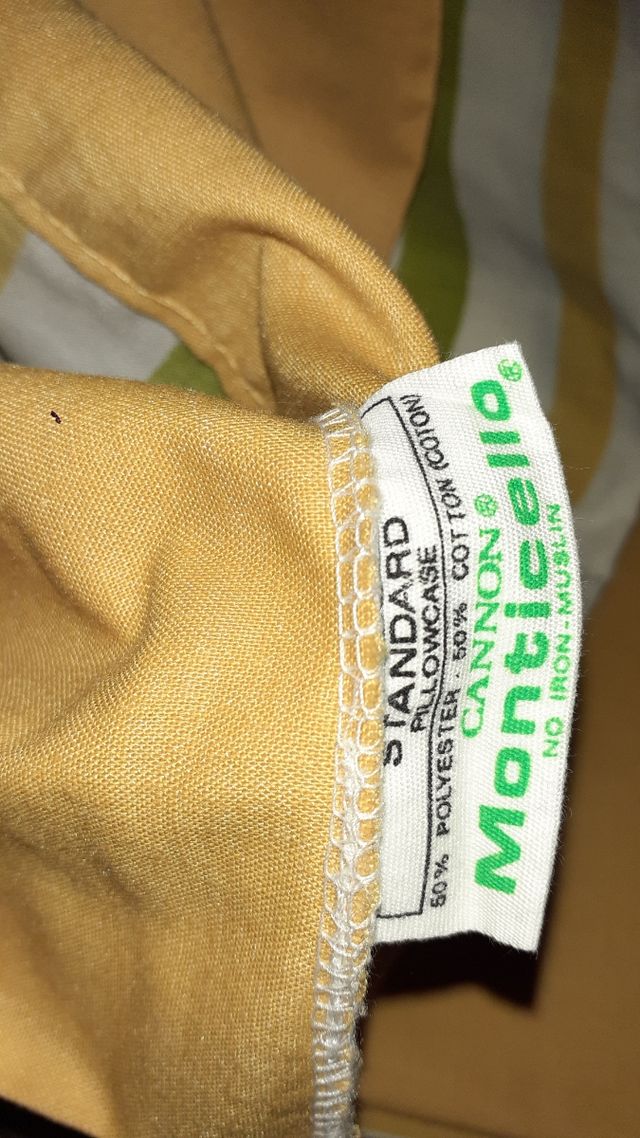 STANDARD
PILLOWCASE
50% POLYESTER · 50% COTTON (COTON)
CANNON®
Monticello®
NO IRON-MUSLIN